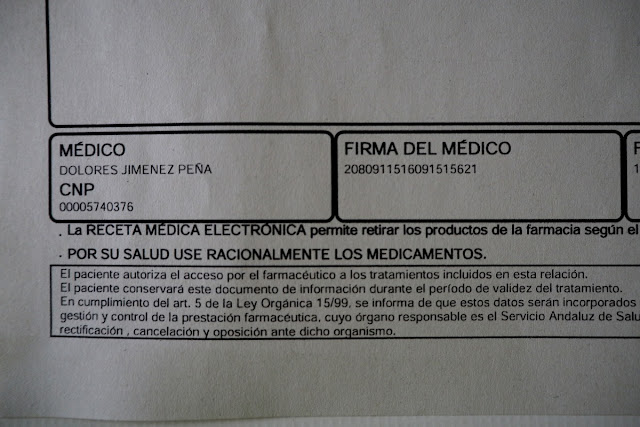 MÉDICO
DOLORES JIMENEZ PEÑA
CNP
00005740376
FIRMA DEL MÉDICO
2080911516091515621
F
1
. La RECETA MÉDICA ELECTRÓNICA permite retirar los productos de la farmacia según el
. POR SU SALUD USE RACIONALMENTE LOS MEDICAMENTOS.
El paciente autoriza el acceso por el farmacéutico a los tratamientos incluidos en esta relación.
El paciente conservará este documento de información durante el período de validez del tratamiento.
En cumplimiento del art. 5 de la Ley Orgánica 15/99, se informa de que estos datos serán incorporados
gestión y control de la prestación farmacéutica, cuyo órgano responsable es el Servicio Andaluz de Salu
rectificación , cancelación y oposición ante dicho organismo.